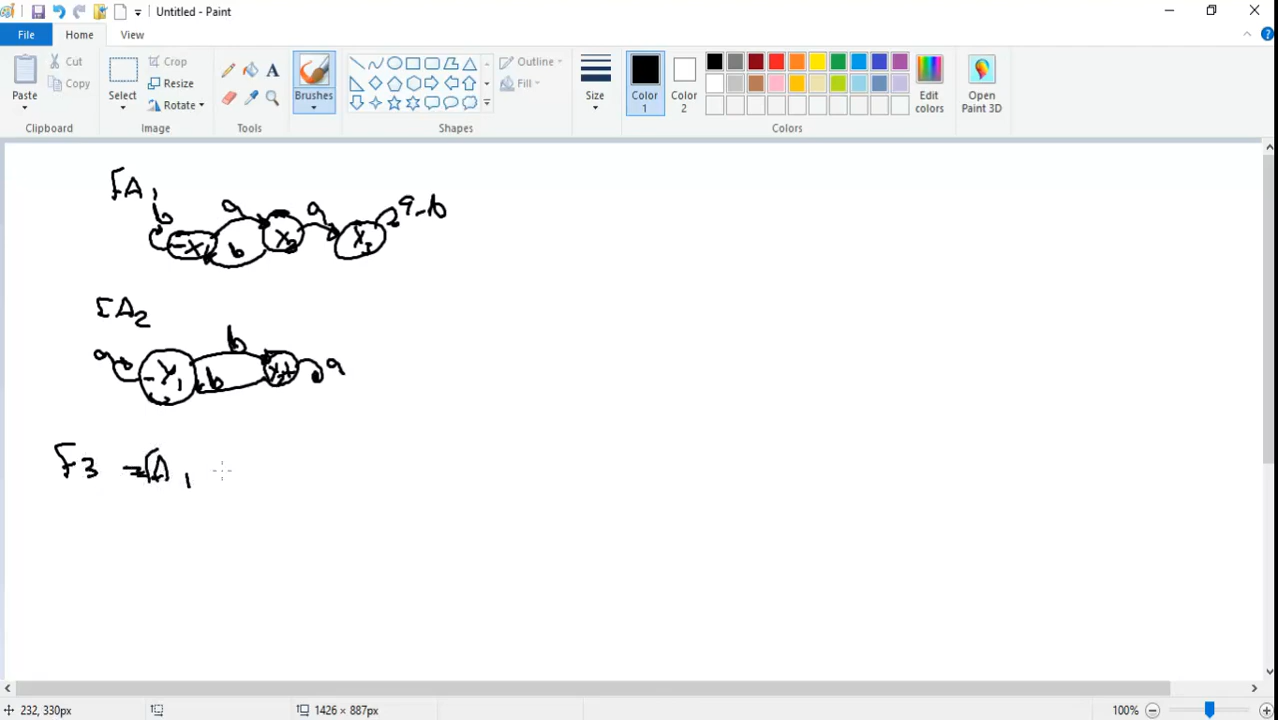 Untitled - Paint
File Home View
Cut
Copy
Paste
Clipboard
Crop
Resize
Rotate
Select
Image
A
Tools
Brushes
Outline
Fill
Shapes
Size
Color 1
Color 2
Edit colors
Colors
Open Paint 3D
FA1
b a a a-b
-X1 b X2 X3
FA2
b
a -Y1 b Y2+ a
F3 = FA1
232, 330px 1426 × 887px 100%